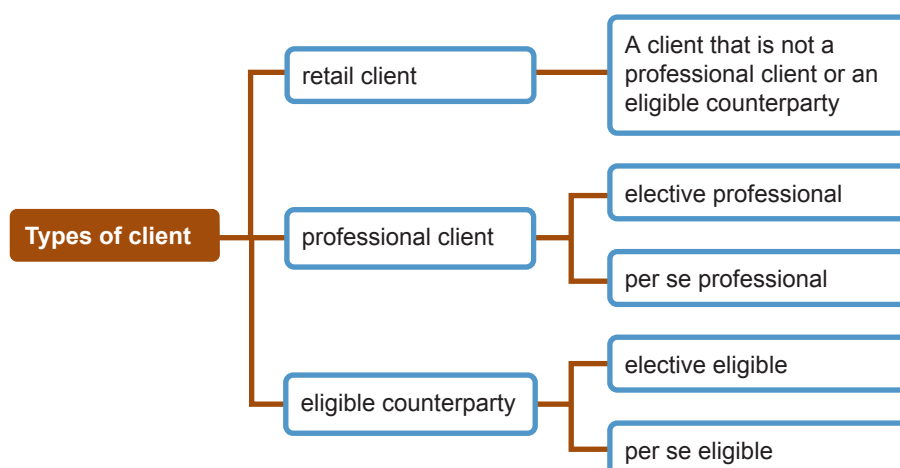 Types of client
retail client
A client that is not a
professional client or an
eligible counterparty
professional client
elective professional
per se professional
eligible counterparty
elective eligible
per se eligible